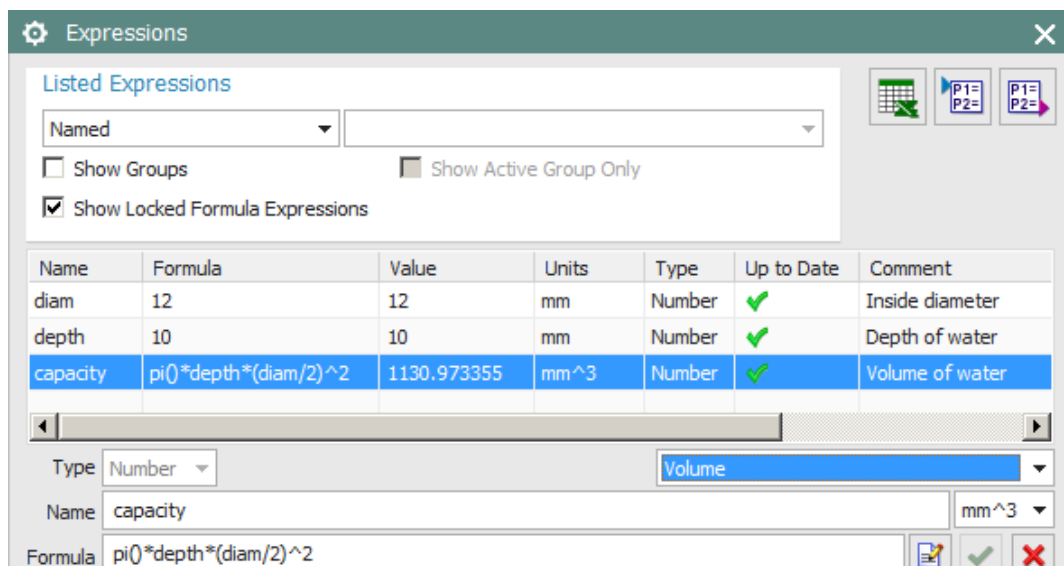 Expressions
Listed Expressions
P1= P1=
P2= P2=
Named
Show Groups Show Active Group Only
Show Locked Formula Expressions
Name Formula Value Units Type Up to Date Comment
diam 12 12 mm Number Inside diameter
depth 10 10 mm Number Depth of water
capacity pi()*depth*(diam/2)^2 1130.973355 mm^3 Number Volume of water
Type Number Volume
Name capacity mm^3
Formula pi()*depth*(diam/2)^2